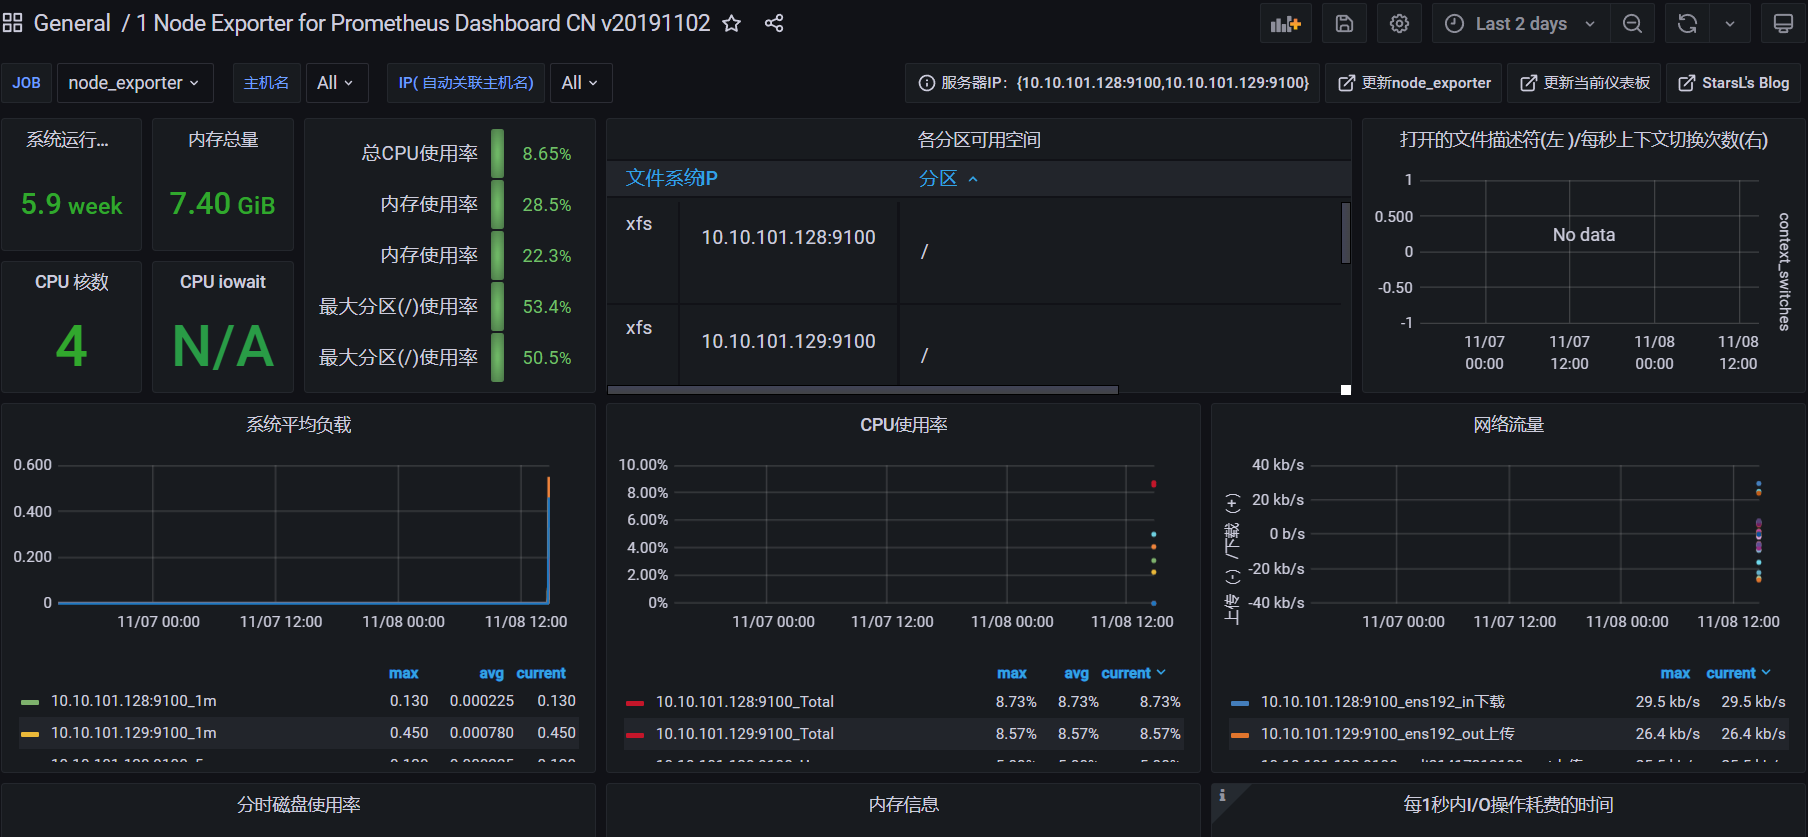 General / 1 Node Exporter for Prometheus Dashboard CN v20191102
Last 2 days
JOB node_exporter 主机名 All IP( 自动关联主机名) All
服务器IP：{10.10.101.128:9100,10.10.101.129:9100} 更新node_exporter 更新当前仪表板 StarsL's Blog
系统运行...
5.9 week
内存总量
7.40 GiB
CPU 核数
4
CPU iowait
N/A
总CPU使用率 8.65%
内存使用率 28.5%
内存使用率 22.3%
最大分区(/)使用率 53.4%
最大分区(/)使用率 50.5%
各分区可用空间
文件系统IP 分区
xfs 10.10.101.128:9100 /
xfs 10.10.101.129:9100 /
打开的文件描述符(左 )/每秒上下文切换次数(右)
1
0.500
0
-0.50
-1
No data
context_switches
11/07 00:00 11/07 12:00 11/08 00:00 11/08 12:00
系统平均负载
0.600
0.400
0.200
0
11/07 00:00 11/07 12:00 11/08 00:00 11/08 12:00
max avg current
10.10.101.128:9100_1m 0.130 0.000225 0.130
10.10.101.129:9100_1m 0.450 0.000780 0.450
CPU使用率
10.00%
8.00%
6.00%
4.00%
2.00%
0%
11/07 00:00 11/07 12:00 11/08 00:00 11/08 12:00
max avg current
10.10.101.128:9100_Total 8.73% 8.73% 8.73%
10.10.101.129:9100_Total 8.57% 8.57% 8.57%
网络流量
上传（-）/下载（+）
40 kb/s
20 kb/s
0 b/s
-20 kb/s
-40 kb/s
11/07 00:00 11/07 12:00 11/08 00:00 11/08 12:00
max current
10.10.101.128:9100_ens192_in下载 29.5 kb/s 29.5 kb/s
10.10.101.129:9100_ens192_out上传 26.4 kb/s 26.4 kb/s
分时磁盘使用率
内存信息
每1秒内I/O操作耗费的时间